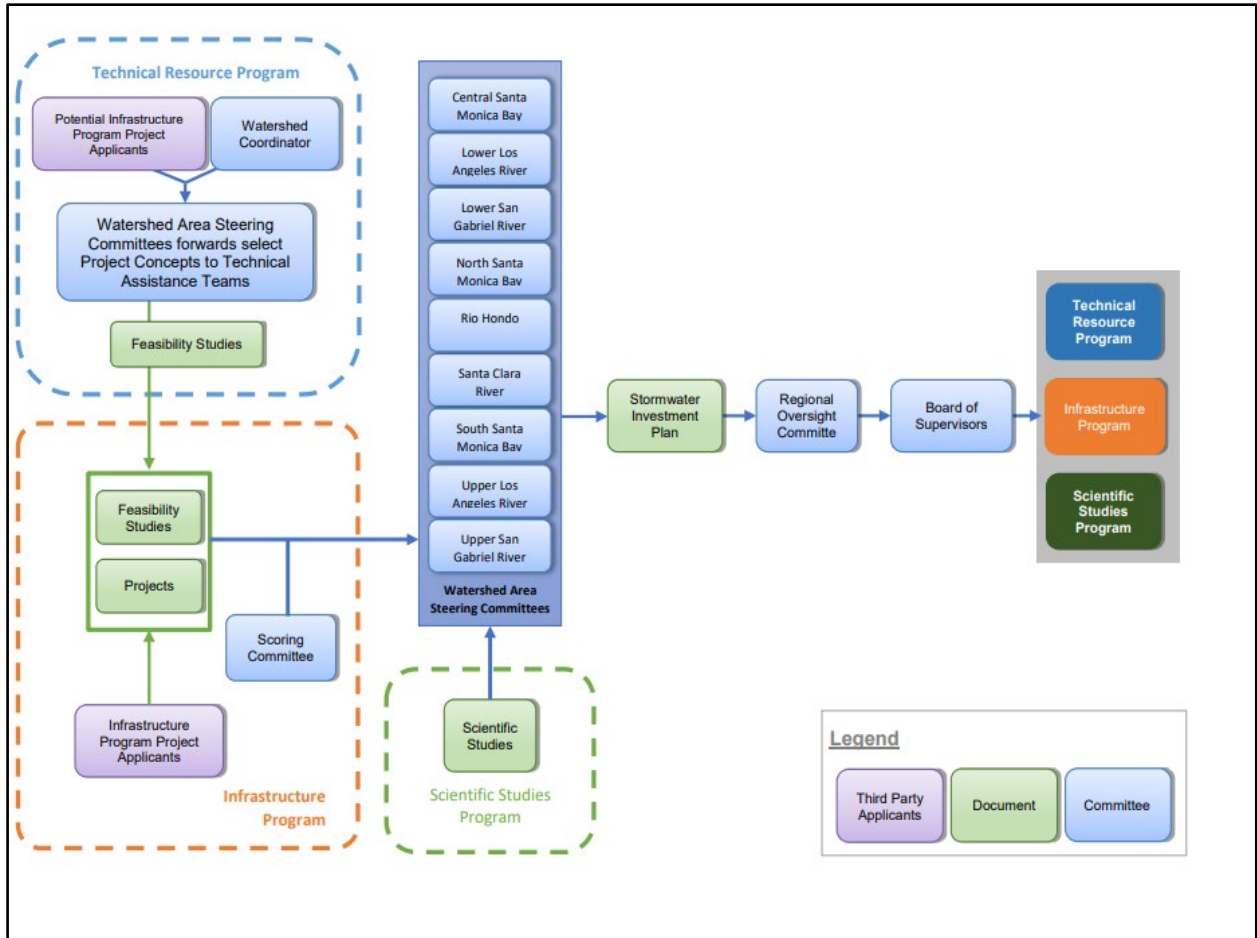 Technical Resource Program
Potential Infrastructure
Program Project
Applicants
Watershed
Coordinator
Watershed Area Steering
Committees forwards select
Project Concepts to Technical
Assistance Teams
Feasibility Studies
Feasibility
Studies
Projects
Scoring
Committee
Infrastructure
Program Project
Applicants
Infrastructure
Program
Central Santa
Monica Bay
Lower Los
Angeles River
Lower San
Gabriel River
North Santa
Monica Bay
Rio Hondo
Santa Clara
River
South Santa
Monica Bay
Upper Los
Angeles River
Upper San
Gabriel River
Watershed Area
Steering Committees
Scientific
Studies
Scientific Studies
Program
Stormwater
Investment
Plan
Regional
Oversight
Committe
Board of
Supervisors
Technical
Resource
Program
Infrastructure
Program
Scientific
Studies
Program
Legend
Third Party
Applicants
Document
Committee